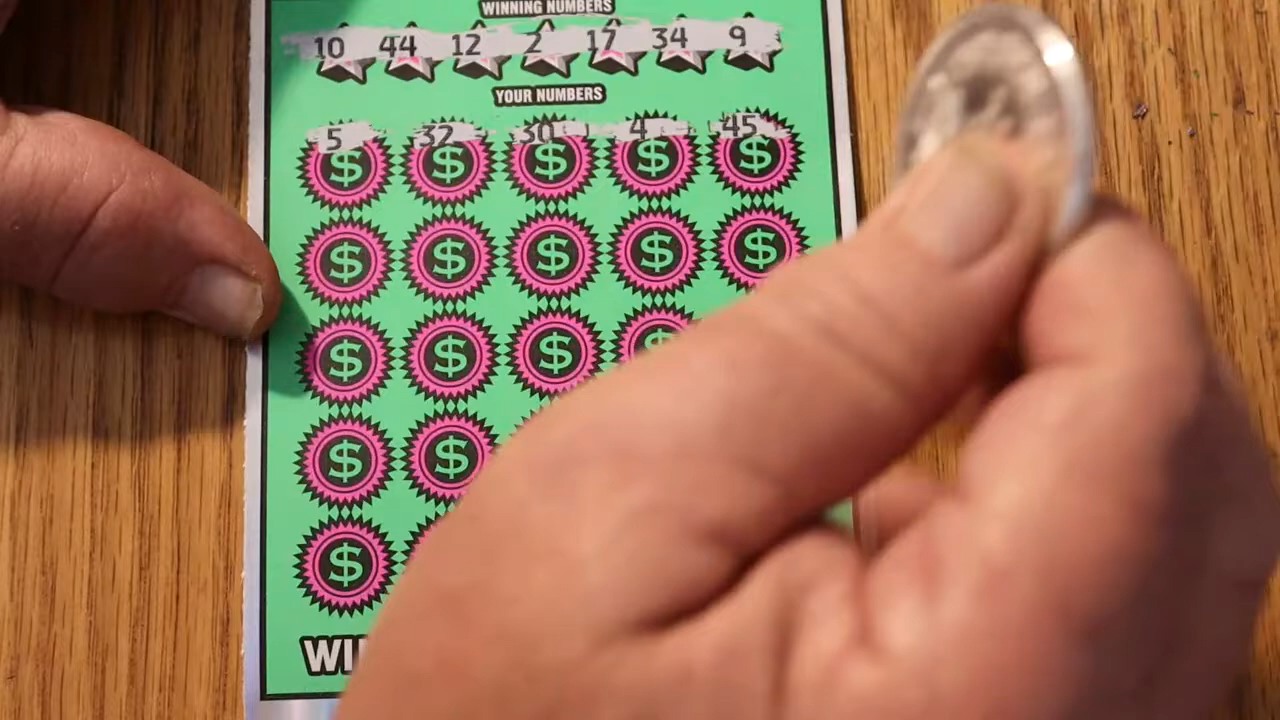 WINNING NUMBERS
10 44 12 2 17 34 9
YOUR NUMBERS
5 32 30 4 45
$ $ $ $ $
$ $ $ $ $
$ $ $ $
$ $
$